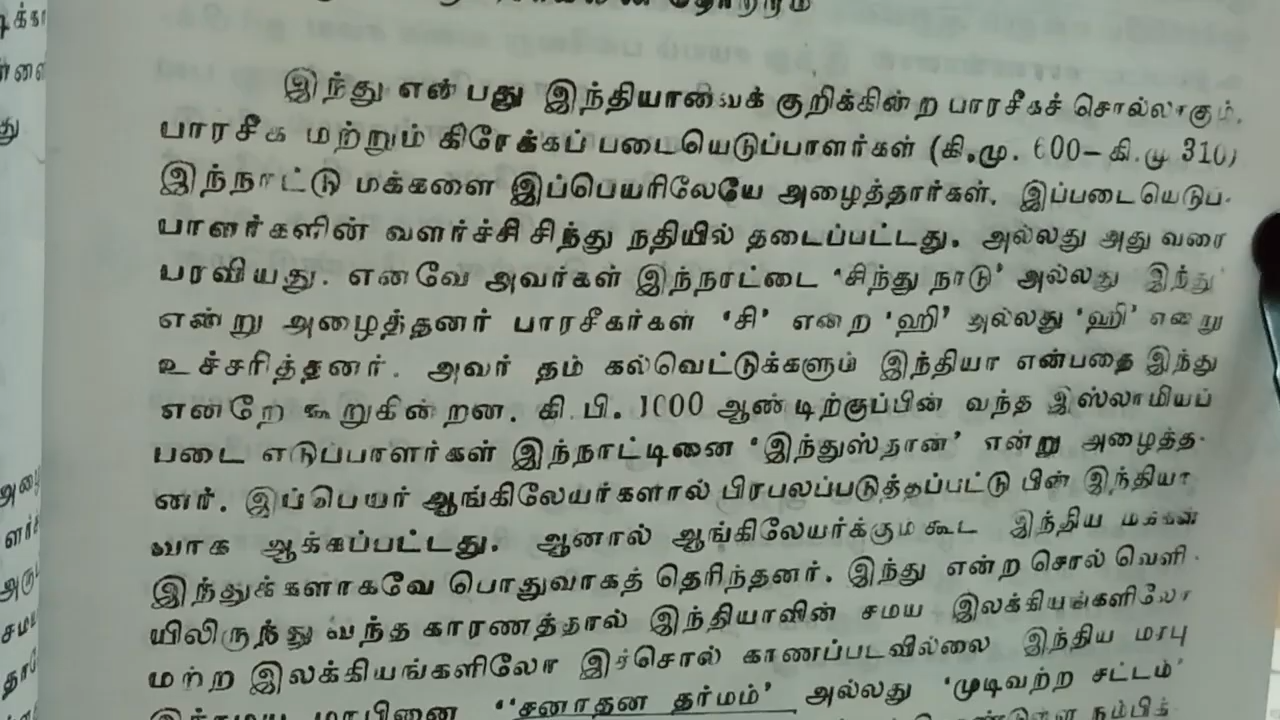 தோற்றம்
இந்து என்பது இந்தியாவைக் குறிக்கின்ற பாரசீகச் சொல்லாகும்.
பாரசீக மற்றும் கிரேக்கப் படையெடுப்பாளர்கள் (கி.மு. 600– கி.மு 310)
இந்நாட்டு மக்களை இப்பெயரிலேயே அழைத்தார்கள். இப்படையெடுப்-
பாளர்களின் வளர்ச்சி சிந்து நதியில் தடைப்பட்டது. அல்லது அது வரை
பரவியது. எனவே அவர்கள் இந்நாட்டை ‘சிந்து நாடு’ அல்லது இந்து’
என்று அழைத்தனர் பாரசீகர்கள் ‘சி’ என்ற ‘ஹி’ அல்லது ‘ஹி’ என்று
உச்சரித்தனர். அவர் தம் கல்வெட்டுக்களும் இந்தியா என்பதை இந்து
என்றே கூறுகின்றன. கி.பி. 1000 ஆண்டிற்குப்பின் வந்த இஸ்லாமியப்
படை எடுப்பாளர்கள் இந்நாட்டினை ‘இந்துஸ்தான்’ என்று அழைத்த-
னர். இப்பெயர் ஆங்கிலேயர்களால் பிரபலப்படுத்தப்பட்டு பின் இந்தியா
வாக ஆக்கப்பட்டது. ஆனால் ஆங்கிலேயர்க்கும் கூட இந்திய மக்கள்
இந்துக்களாகவே பொதுவாகத் தெரிந்தனர். இந்து என்ற சொல் வெளி-
யிலிருந்து வந்த காரணத்தால் இந்தியாவின் சமய இலக்கியங்களிலோ
மற்ற இலக்கியங்களிலோ இச்சொல் காணப்படவில்லை இந்திய மரபு
மரபினை ‘‘சனாதன தர்மம்’ அல்லது ‘முடிவற்ற சட்டம்’